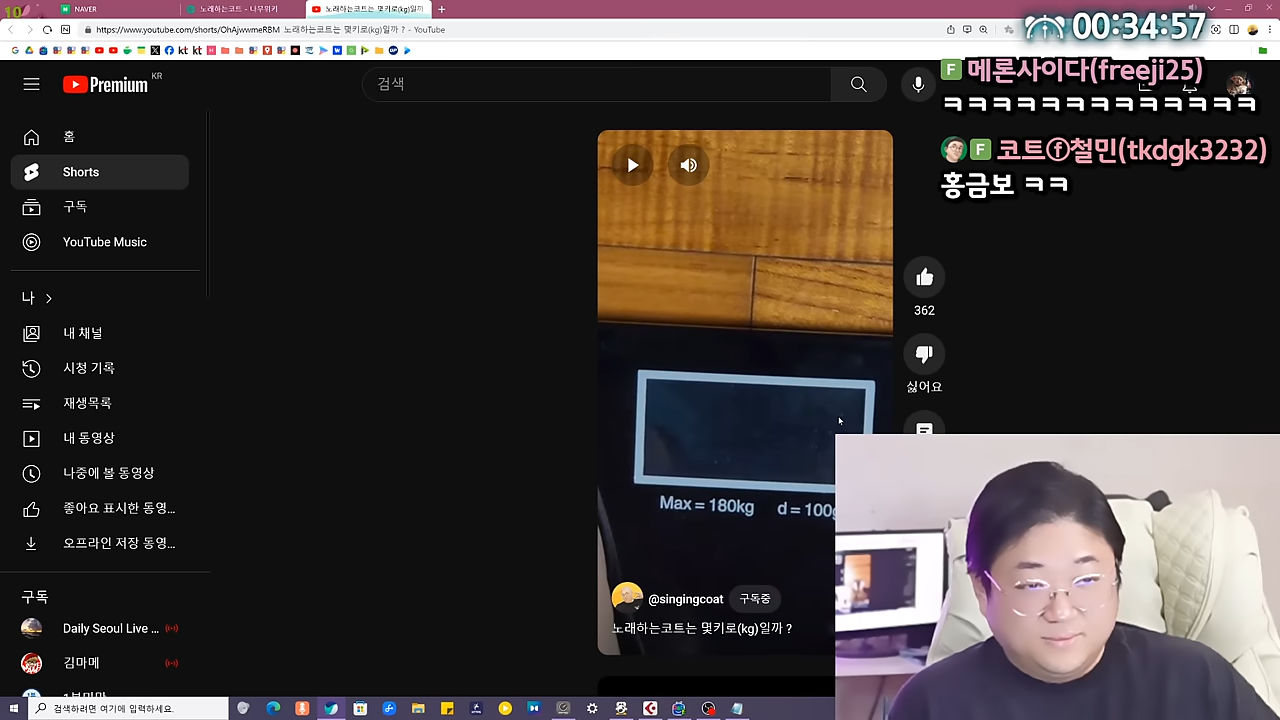 NAVER
노래하는코트 - 나무위키
노래하는코트는 몇키로(kg)일까
https://www.youtube.com/shorts/OhAjwwmeRBM 노래하는코트는 몇키로(kg)일까 ? - YouTube
00:34:57
Premium KR
검색
메론사이다(freeji25)
ㅋㅋㅋㅋㅋㅋㅋㅋㅋㅋㅋㅋㅋ
코트ⓕ철민(tkdgk3232)
홍금보 ㅋㅋ
홈
Shorts
구독
YouTube Music
나
내 채널
시청 기록
재생목록
내 동영상
나중에 볼 동영상
좋아요 표시한 동영...
오프라인 저장 동영...
구독
Daily Seoul Live ...
김마메
362
싫어요
Max = 180kg d = 100g
@singingcoat 구독중
노래하는코트는 몇키로(kg)일까 ?
검색하려면 여기에 입력하세요.